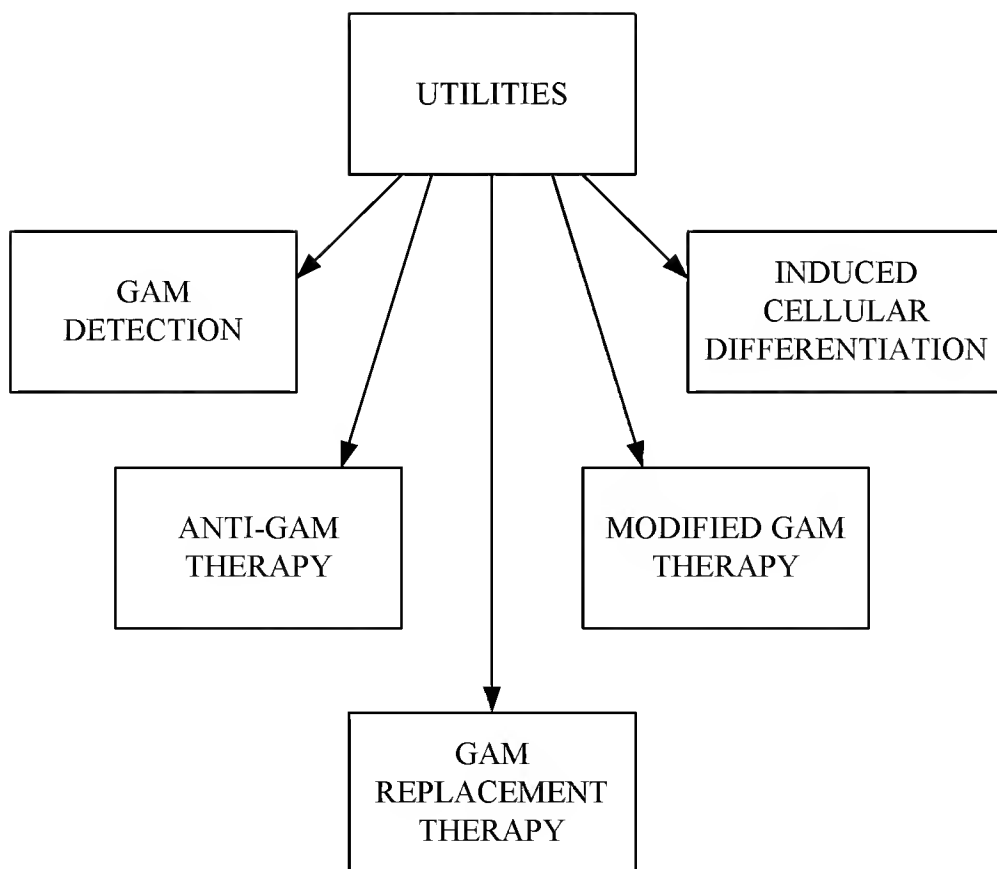 UTILITIES
GAM
DETECTION
INDUCED
CELLULAR
DIFFERENTIATION
ANTI-GAM
THERAPY
MODIFIED GAM
THERAPY
GAM
REPLACEMENT
THERAPY